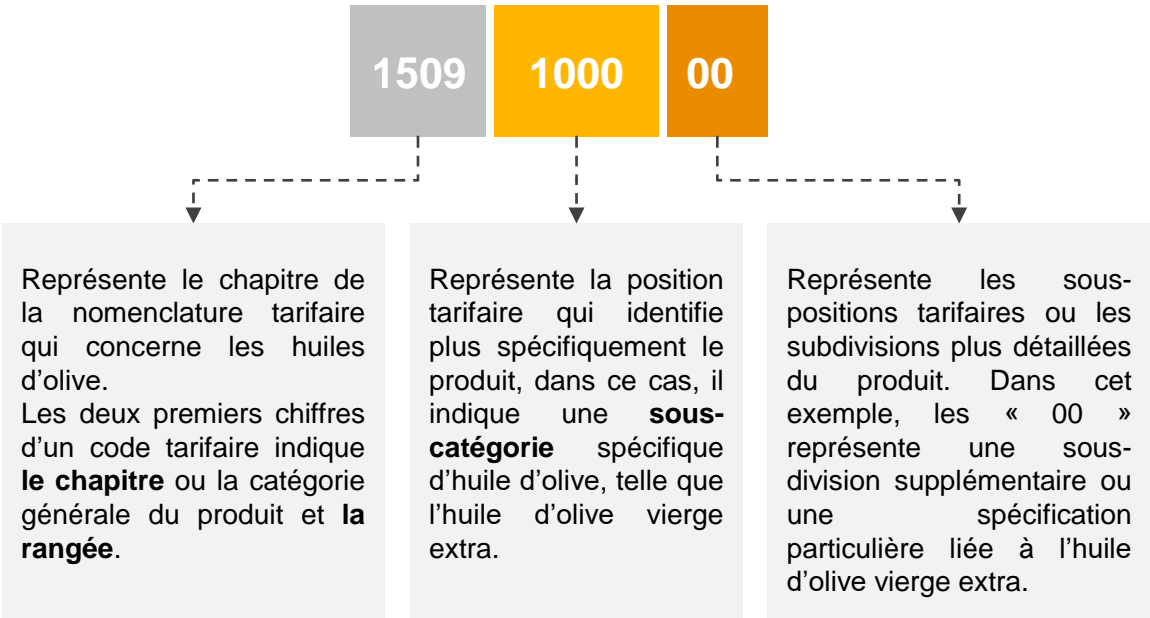 1509 1000 00
Représente le chapitre de
la nomenclature tarifaire
qui concerne les huiles
d’olive.
Les deux premiers chiffres
d’un code tarifaire indique
le chapitre ou la catégorie
générale du produit et la
rangée.
Représente la position
tarifaire qui identifie
plus spécifiquement le
produit, dans ce cas, il
indique une sous-
catégorie spécifique
d’huile d’olive, telle que
l’huile d’olive vierge
extra.
Représente les sous-
positions tarifaires ou les
subdivisions plus détaillées
du produit. Dans cet
exemple, les « 00 »
représente une sous-
division supplémentaire ou
une spécification
particulière liée à l’huile
d’olive vierge extra.